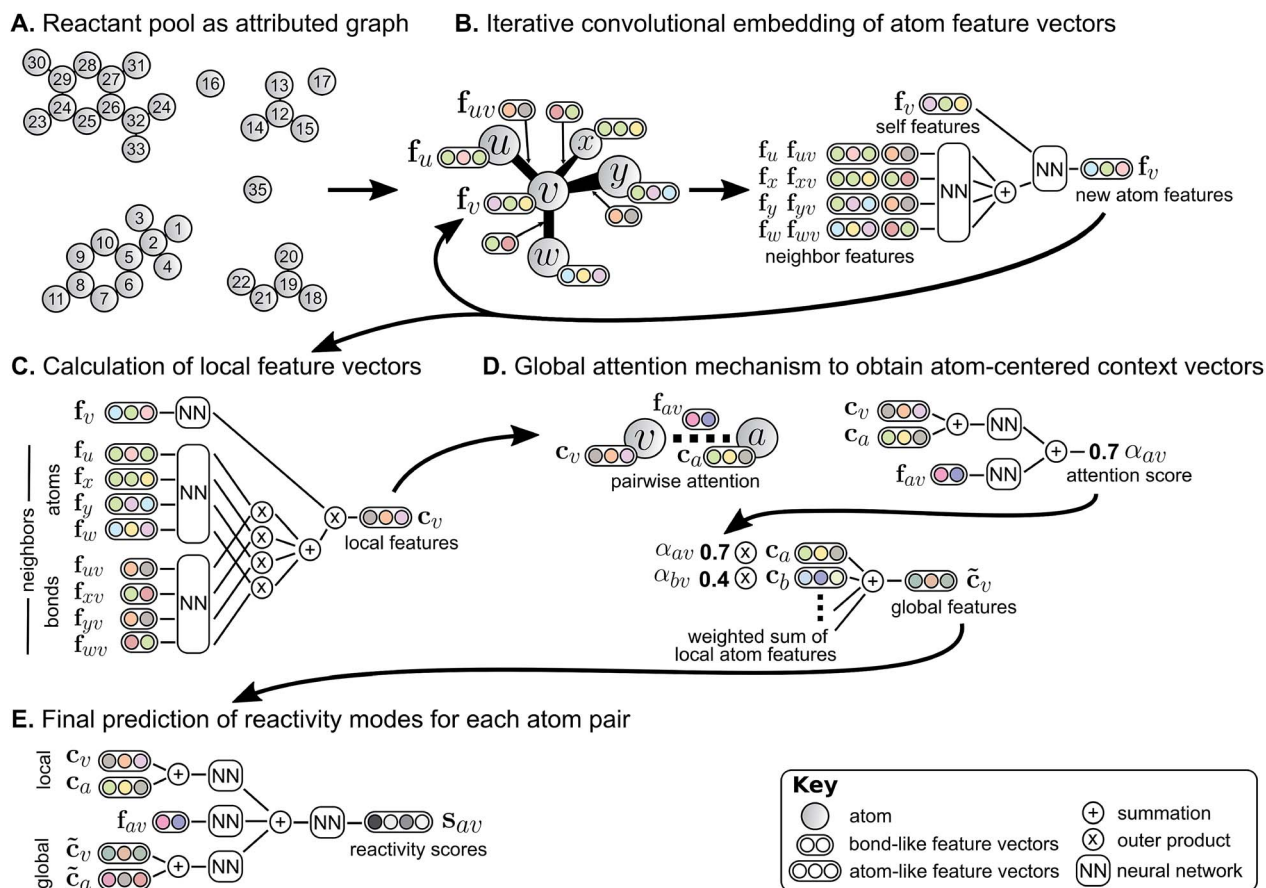 A. Reactant pool as attributed graph
30 28 31
29 27
24 26 24
23 25 32
33
16 13 17
12
14 15
35
3 1
10 2
9 5 4
8 6
11 7
20
22 19
21 18
B. Iterative convolutional embedding of atom feature vectors
f_uv
f_u u x
f_v v y
w
f_v
self features
f_u f_uv
f_x f_xv
f_y f_yv
f_w f_wv
neighbor features
NN + NN f_v
new atom features
C. Calculation of local feature vectors
f_v NN
neighbors
atoms
f_u
f_x
f_y
f_w
NN
bonds
f_uv
f_xv
f_yv
f_wv
NN
x
x
x
x
+
x c_v
local features
D. Global attention mechanism to obtain atom-centered context vectors
f_av
v a
c_v c_a
pairwise attention
c_v
c_a + NN
f_av NN
+ 0.7 α_av
attention score
α_av 0.7 x c_a
α_bv 0.4 x c_b
+ c̃_v
global features
weighted sum of
local atom features
E. Final prediction of reactivity modes for each atom pair
local
c_v
c_a + NN
f_av NN + NN s_av
reactivity scores
global
c̃_v
c̃_a + NN
Key
atom
bond-like feature vectors
atom-like feature vectors
+ summation
x outer product
NN neural network